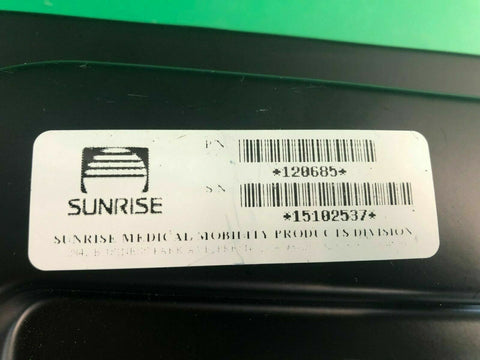 PN
*120685*
SN
*15102537*
SUNRISE
SUNRISE MEDICAL MOBILITY PRODUCTS DIVISION